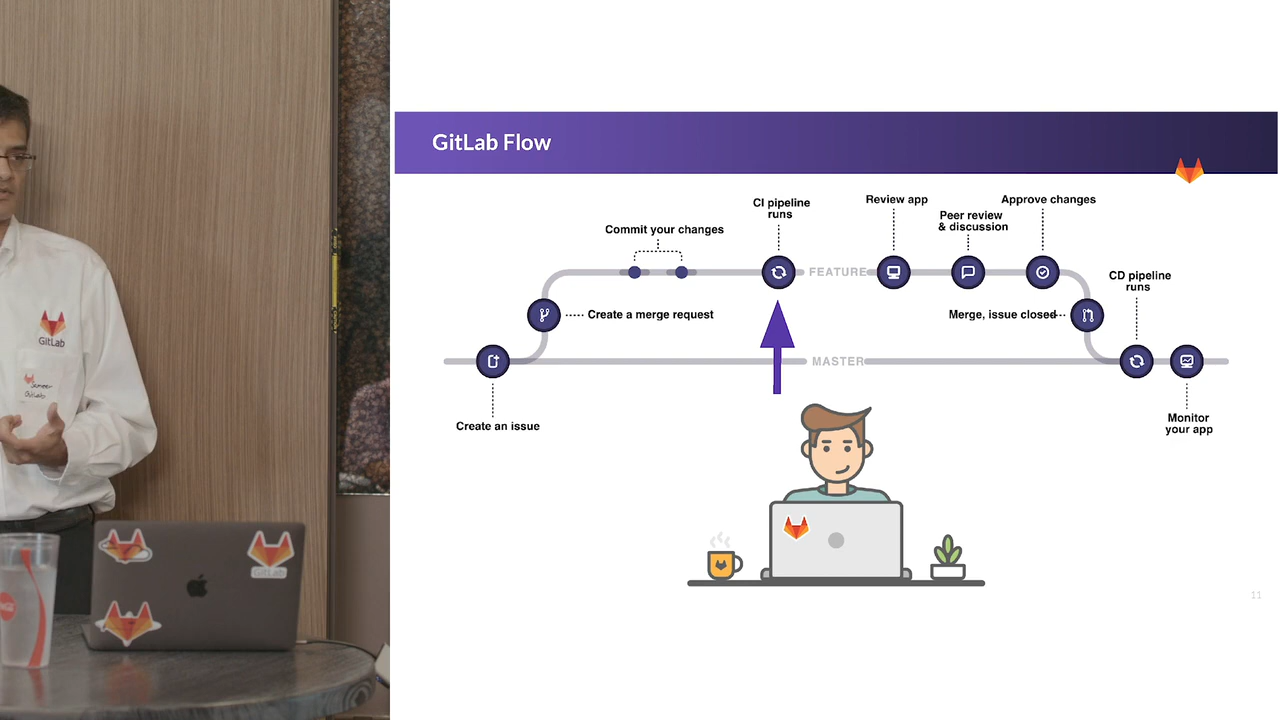 GitLab Flow
CI pipeline
runs
Review app
Approve changes
Peer review
& discussion
Commit your changes
FEATURE
CD pipeline
runs
Create a merge request
Merge, issue closed
MASTER
Create an issue
Monitor
your app
11
GitLab
GitLab
GitLab